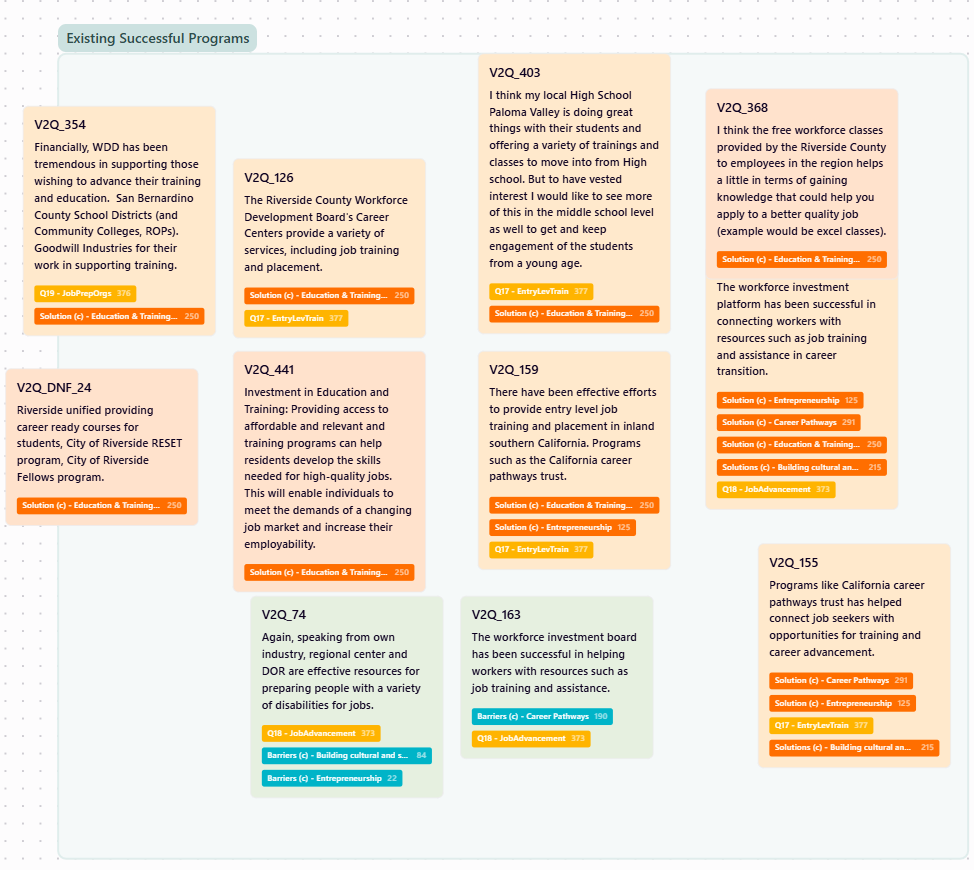 Existing Successful Programs
V2Q_354
Financially, WDD has been
tremendous in supporting those
wishing to advance their training
and education.  San Bernardino
County School Districts (and
Community Colleges, ROPs).
Goodwill Industries for their
work in supporting training.
Q19 - JobPrepOrgs 376
Solution (c) - Education & Training... 250
V2Q_126
The Riverside County Workforce
Development Board's Career
Centers provide a variety of
services, including job training
and placement.
Solution (c) - Education & Training... 250
Q17 - EntryLevTrain 377
V2Q_403
I think my local High School
Paloma Valley is doing great
things with their students and
offering a variety of trainings and
classes to move into from High
school. But to have vested
interest I would like to see more
of this in the middle school level
as well to get and keep
engagement of the students
from a young age.
Q17 - EntryLevTrain 377
Solution (c) - Education & Training... 250
V2Q_368
I think the free workforce classes
provided by the Riverside County
to employees in the region helps
a little in terms of gaining
knowledge that could help you
apply to a better quality job
(example would be excel classes).
Solution (c) - Education & Training... 250
The workforce investment
platform has been successful in
connecting workers with
resources such as job training
and assistance in career
transition.
Solution (c) - Entrepreneurship 125
Solution (c) - Career Pathways 291
Solution (c) - Education & Training... 250
Solutions (c) - Building cultural an... 215
Q18 - JobAdvancement 373
V2Q_DNF_24
Riverside unified providing
career ready courses for
students, City of Riverside RESET
program, City of Riverside
Fellows program.
Solution (c) - Education & Training... 250
V2Q_441
Investment in Education and
Training: Providing access to
affordable and relevant and
training programs can help
residents develop the skills
needed for high-quality jobs.
This will enable individuals to
meet the demands of a changing
job market and increase their
employability.
Solution (c) - Education & Training... 250
V2Q_159
There have been effective efforts
to provide entry level job
training and placement in inland
southern California. Programs
such as the California career
pathways trust.
Solution (c) - Education & Training... 250
Solution (c) - Entrepreneurship 125
Q17 - EntryLevTrain 377
V2Q_74
Again, speaking from own
industry, regional center and
DOR are effective resources for
preparing people with a variety
of disabilities for jobs.
Q18 - JobAdvancement 373
Barriers (c) - Building cultural and s... 84
Barriers (c) - Entrepreneurship 22
V2Q_163
The workforce investment board
has been successful in helping
workers with resources such as
job training and assistance.
Barriers (c) - Career Pathways 190
Q18 - JobAdvancement 373
V2Q_155
Programs like California career
pathways trust has helped
connect job seekers with
opportunities for training and
career advancement.
Solution (c) - Career Pathways 291
Solution (c) - Entrepreneurship 125
Q17 - EntryLevTrain 377
Solutions (c) - Building cultural an... 215